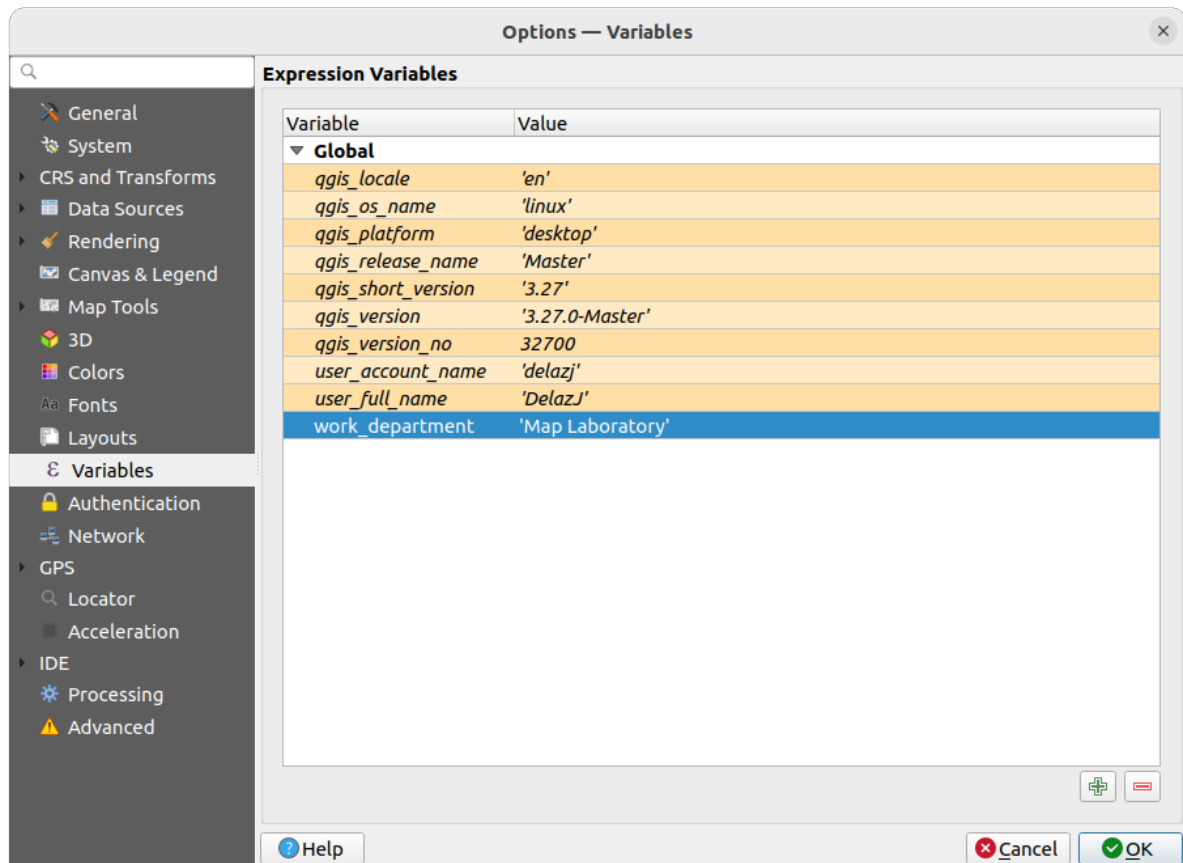 Options — Variables
General
System
CRS and Transforms
Data Sources
Rendering
Canvas & Legend
Map Tools
3D
Colors
Fonts
Layouts
ε Variables
Authentication
Network
GPS
Locator
Acceleration
IDE
Processing
Advanced
Expression Variables
Variable Value
Global
qgis_locale 'en'
qgis_os_name 'linux'
qgis_platform 'desktop'
qgis_release_name 'Master'
qgis_short_version '3.27'
qgis_version '3.27.0-Master'
qgis_version_no 32700
user_account_name 'delazj'
user_full_name 'DelazJ'
work_department 'Map Laboratory'
Help
Cancel
OK